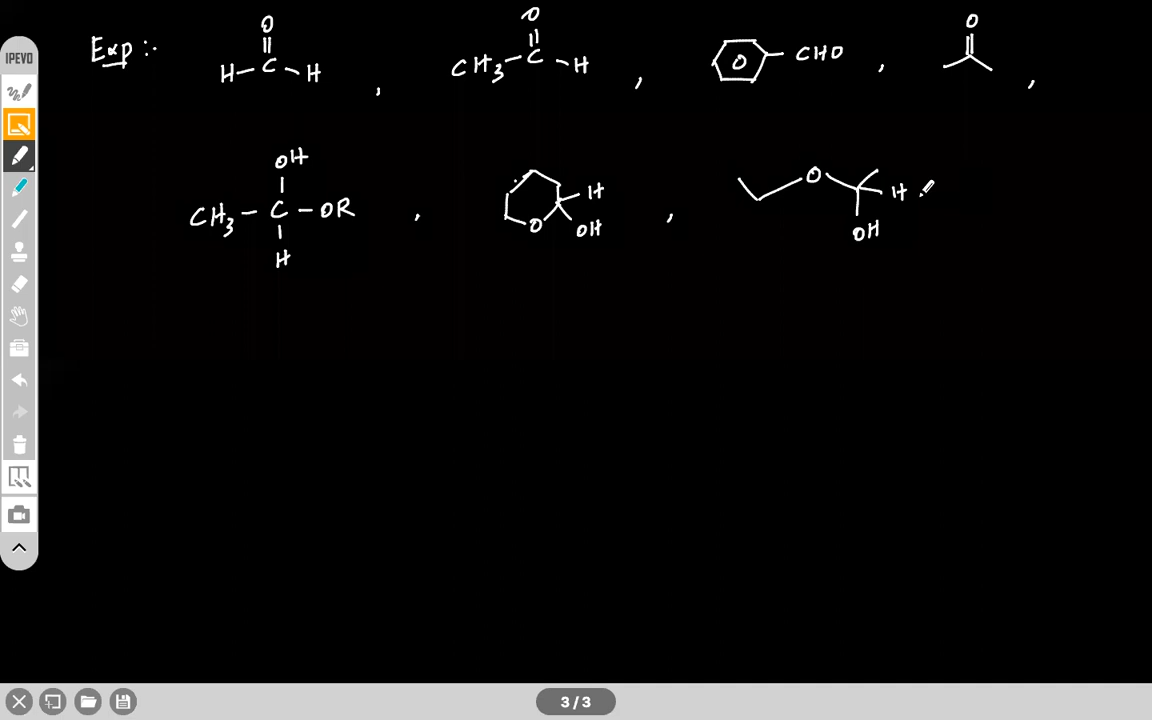 IPEVO
Exp :-
O
H-C-H , 
O
CH3-C-H ,
O CHO ,
O
,
OH
CH3-C-OR ,
H
H
O OH ,
O
H
OH
3/3